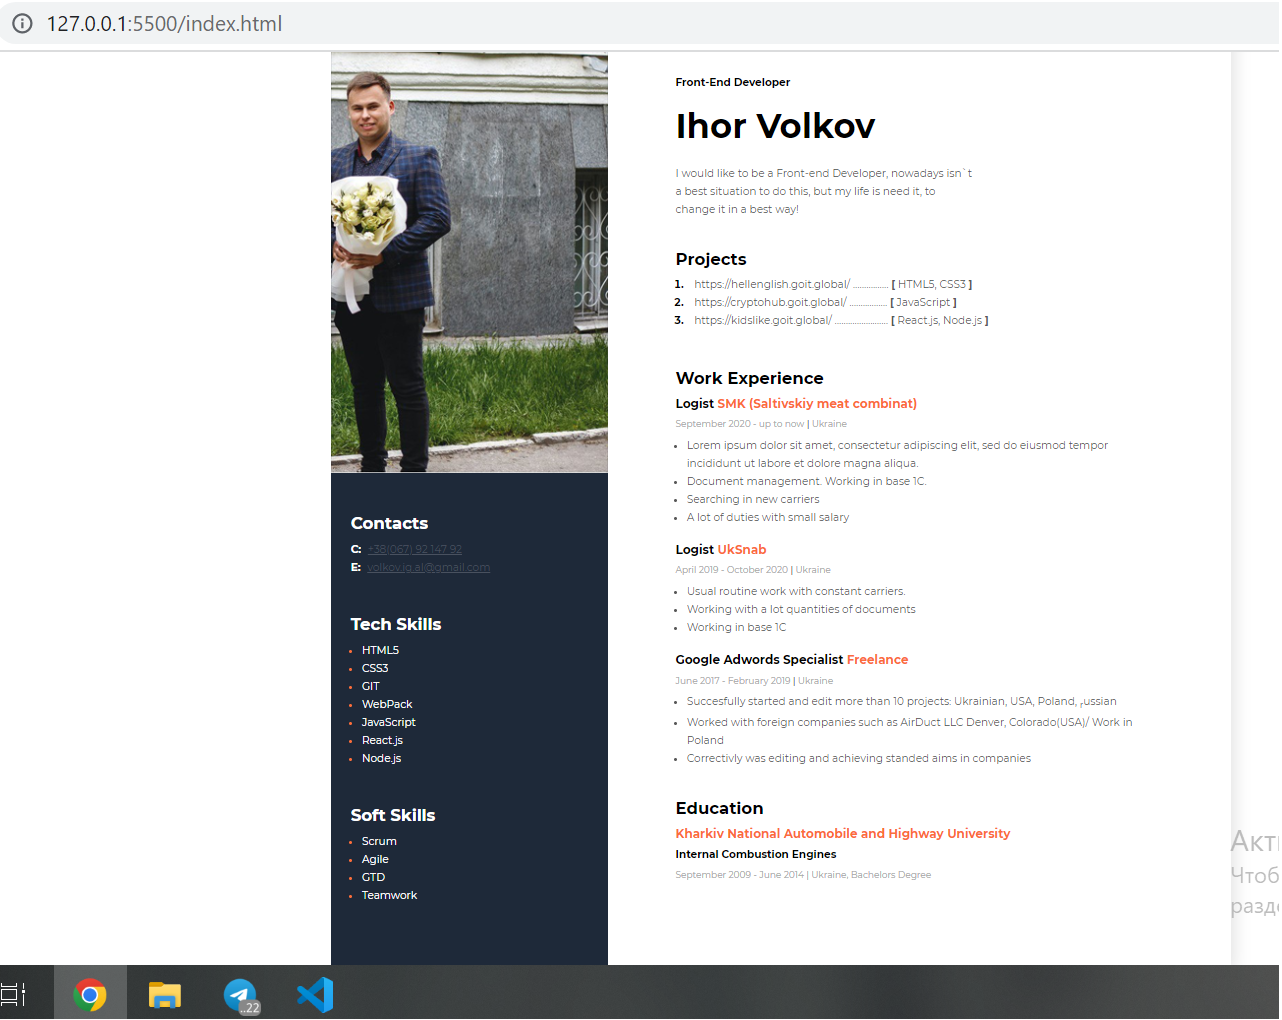 127.0.0.1:5500/index.html
Front-End Developer
Ihor Volkov
I would like to be a Front-end Developer, nowadays isn`t
a best situation to do this, but my life is need it, to
change it in a best way!
Projects
1. https://hellenglish.goit.global/ ................ [ HTML5, CSS3 ]
2. https://cryptohub.goit.global/ ................. [ JavaScript ]
3. https://kidslike.goit.global/ ........................ [ React.js, Node.js ]
Work Experience
Logist SMK (Saltivskiy meat combinat)
September 2020 - up to now | Ukraine
• Lorem ipsum dolor sit amet, consectetur adipiscing elit, sed do eiusmod tempor
incididunt ut labore et dolore magna aliqua.
• Document management. Working in base 1C.
• Searching in new carriers
• A lot of duties with small salary
Logist UkSnab
April 2019 - October 2020 | Ukraine
• Usual routine work with constant carriers.
• Working with a lot quantities of documents
• Working in base 1C
Google Adwords Specialist Freelance
June 2017 - February 2019 | Ukraine
• Succesfully started and edit more than 10 projects: Ukrainian, USA, Poland, russian
• Worked with foreign companies such as AirDuct LLC Denver, Colorado(USA)/ Work in
Poland
• Correctivly was editing and achieving standed aims in companies
Education
Kharkiv National Automobile and Highway University
Internal Combustion Engines
September 2009 - June 2014 | Ukraine, Bachelors Degree
Contacts
C: +38(067) 92 147 92
E: volkov.ig.al@gmail.com
Tech Skills
• HTML5
• CSS3
• GIT
• WebPack
• JavaScript
• React.js
• Node.js
Soft Skills
• Scrum
• Agile
• GTD
• Teamwork
Чтоб
..22